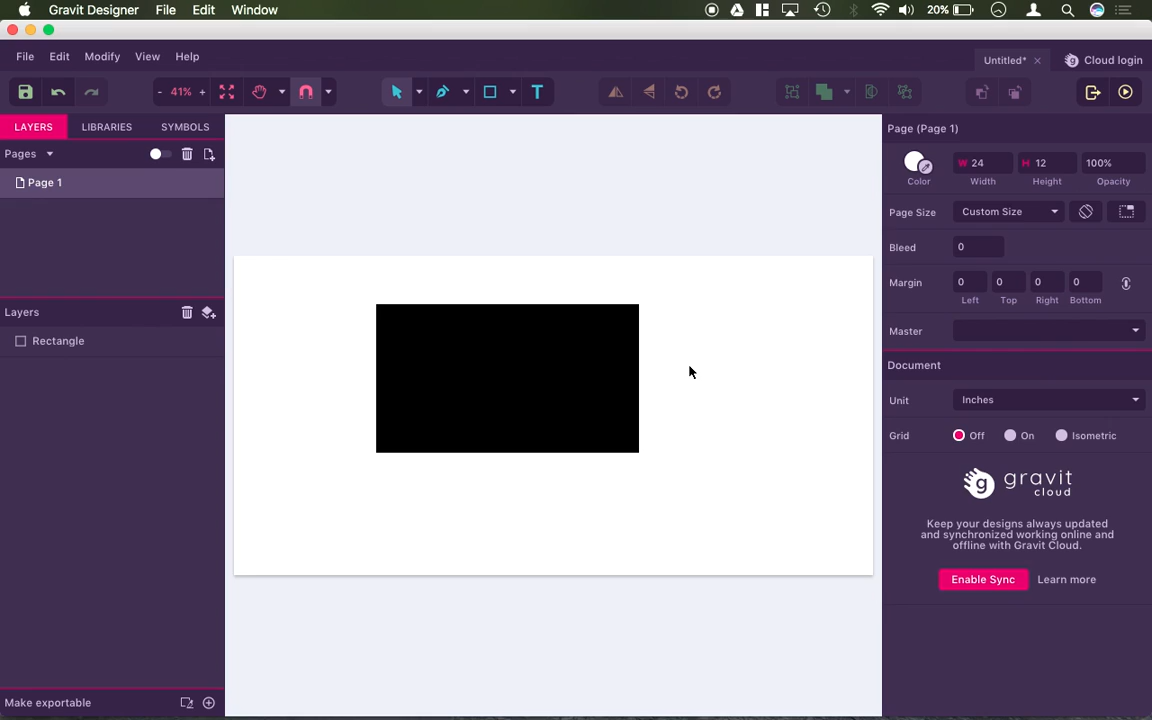 Gravit Designer File Edit Window 20%
File Edit Modify View Help Untitled* Cloud login
- 41% + T
LAYERS LIBRARIES SYMBOLS
Pages
Page 1
Layers
Rectangle
Make exportable
Page (Page 1)
W 24 H 12 100%
Color Width Height Opacity
Page Size Custom Size
Bleed 0
Margin 0 0 0 0
Left Top Right Bottom
Master
Document
Unit Inches
Grid Off On Isometric
g gravit
cloud
Keep your designs always updated
and synchronized working online and
offline with Gravit Cloud.
Enable Sync Learn more